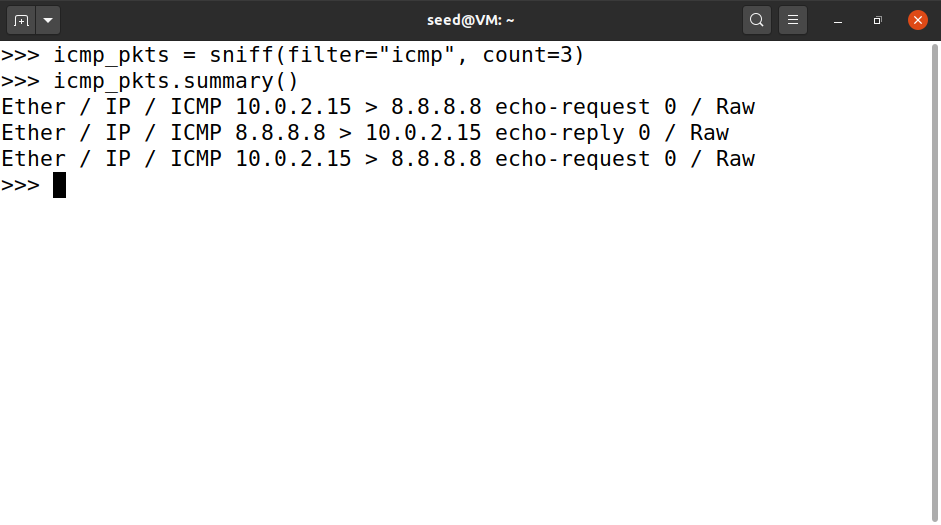 seed@VM: ~
>>> icmp_pkts = sniff(filter="icmp", count=3)
>>> icmp_pkts.summary()
Ether / IP / ICMP 10.0.2.15 > 8.8.8.8 echo-request 0 / Raw
Ether / IP / ICMP 8.8.8.8 > 10.0.2.15 echo-reply 0 / Raw
Ether / IP / ICMP 10.0.2.15 > 8.8.8.8 echo-request 0 / Raw
>>>